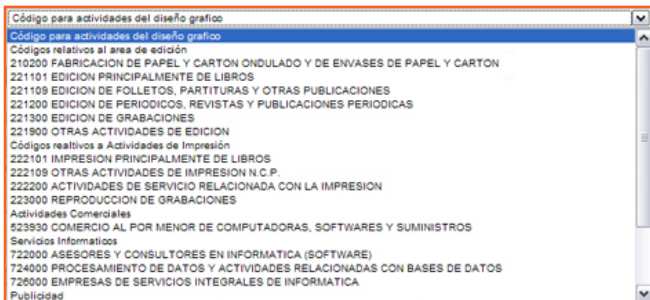 Código para actividades del diseño grafico
Código para actividades del diseño grafico
Códigos relativos al area de edición
210200 FABRICACION DE PAPEL Y CARTON ONDULADO Y DE ENVASES DE PAPEL Y CARTON
221101 EDICION PRINCIPALMENTE DE LIBROS
221109 EDICION DE FOLLETOS, PARTITURAS Y OTRAS PUBLICACIONES
221200 EDICION DE PERIODICOS, REVISTAS Y PUBLICACIONES PERIODICAS
221300 EDICION DE GRABACIONES
221900 OTRAS ACTIVIDADES DE EDICION
Códigos realtivos a Actividades de Impresión
222101 IMPRESION PRINCIPALMENTE DE LIBROS
222109 OTRAS ACTIVIDADES DE IMPRESION N.C.P.
222200 ACTIVIDADES DE SERVICIO RELACIONADA CON LA IMPRESION
223000 REPRODUCCION DE GRABACIONES
Actividades Comerciales
523930 COMERCIO AL POR MENOR DE COMPUTADORAS, SOFTWARES Y SUMINISTROS
Servicios Informaticos
722000 ASESORES Y CONSULTORES EN INFORMATICA (SOFTWARE)
724000 PROCESAMIENTO DE DATOS Y ACTIVIDADES RELACIONADAS CON BASES DE DATOS
726000 EMPRESAS DE SERVICIOS INTEGRALES DE INFORMATICA
Publicidad